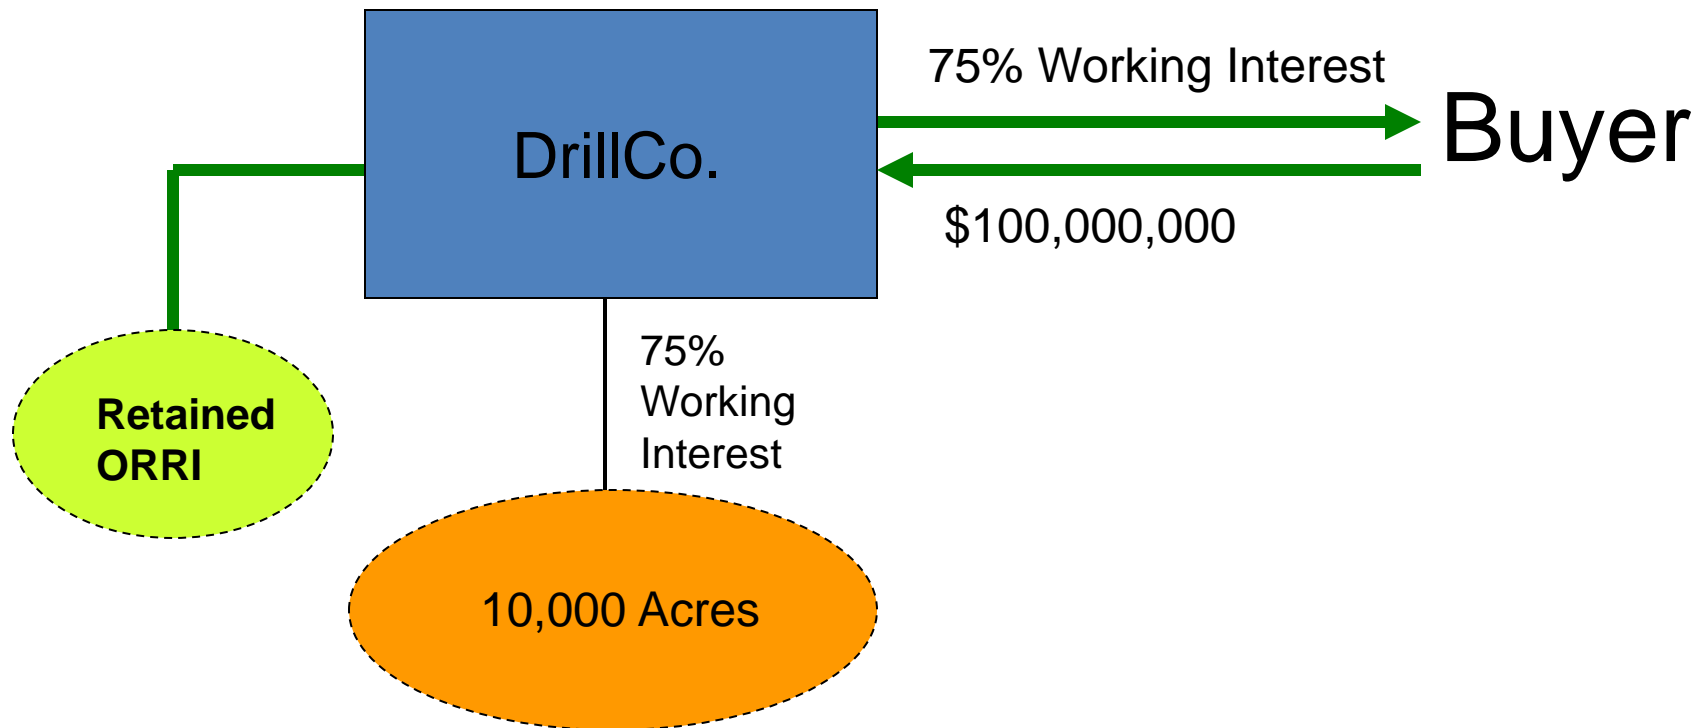 75% Working Interest
Buyer
DrillCo.
$100,000,000
75%
Working
Interest
Retained
ORRI
10,000 Acres